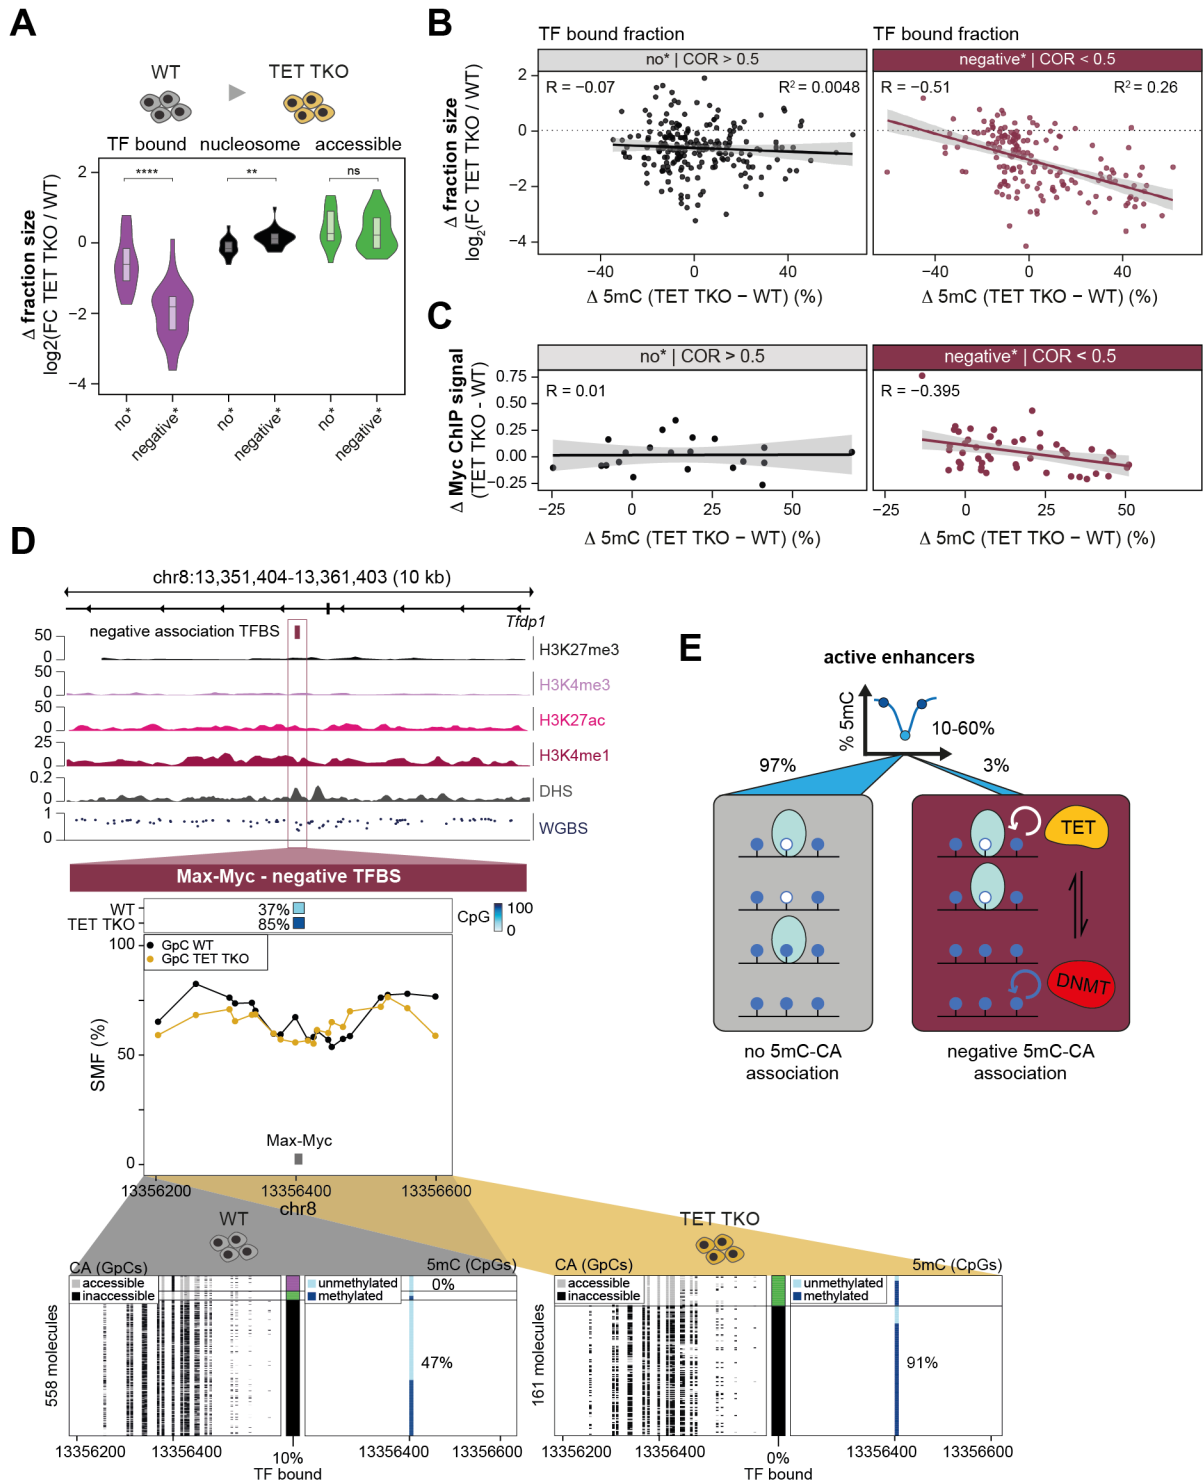 A
WT
TET TKO
TF bound
nucleosome
accessible
Δ fraction size
log2(FC TET TKO / WT)
2
0
−2
−4
****
**
ns
no*
negative*
no*
negative*
no*
negative*
B
TF bound fraction
TF bound fraction
no* | COR > 0.5
negative* | COR < 0.5
R = −0.07
R² = 0.0048
R = −0.51
R² = 0.26
Δ fraction size
log₂(FC TET TKO / WT)
2
0
−2
−4
−40
0
40
−40
0
40
Δ 5mC (TET TKO − WT) (%)
Δ 5mC (TET TKO − WT) (%)
C
no* | COR > 0.5
negative* | COR < 0.5
R = 0.01
R = −0.395
Δ Myc ChIP signal
(TET TKO - WT)
0.75
0.50
0.25
0.00
−0.25
−25
0
25
50
−25
0
25
50
Δ 5mC (TET TKO − WT) (%)
Δ 5mC (TET TKO − WT) (%)
D
chr8:13,351,404-13,361,403 (10 kb)
Tfdp1
negative association TFBS
50
0
H3K27me3
50
0
H3K4me3
50
0
H3K27ac
25
0
H3K4me1
0.2
0
DHS
1
0
WGBS
Max-Myc - negative TFBS
WT
37%
TET TKO
85%
CpG
100
0
GpC WT
GpC TET TKO
SMF (%)
100
50
0
Max-Myc
13356200
13356400
13356600
chr8
WT
TET TKO
CA (GpCs)
5mC (CpGs)
accessible
inaccessible
unmethylated
methylated
0%
47%
558 molecules
13356200
13356400
13356400
13356600
10%
TF bound
CA (GpCs)
5mC (CpGs)
accessible
inaccessible
unmethylated
methylated
91%
161 molecules
13356200
13356400
13356400
13356600
0%
TF bound
E
active enhancers
% 5mC
10-60%
97%
3%
TET
DNMT
no 5mC-CA
association
negative 5mC-CA
association